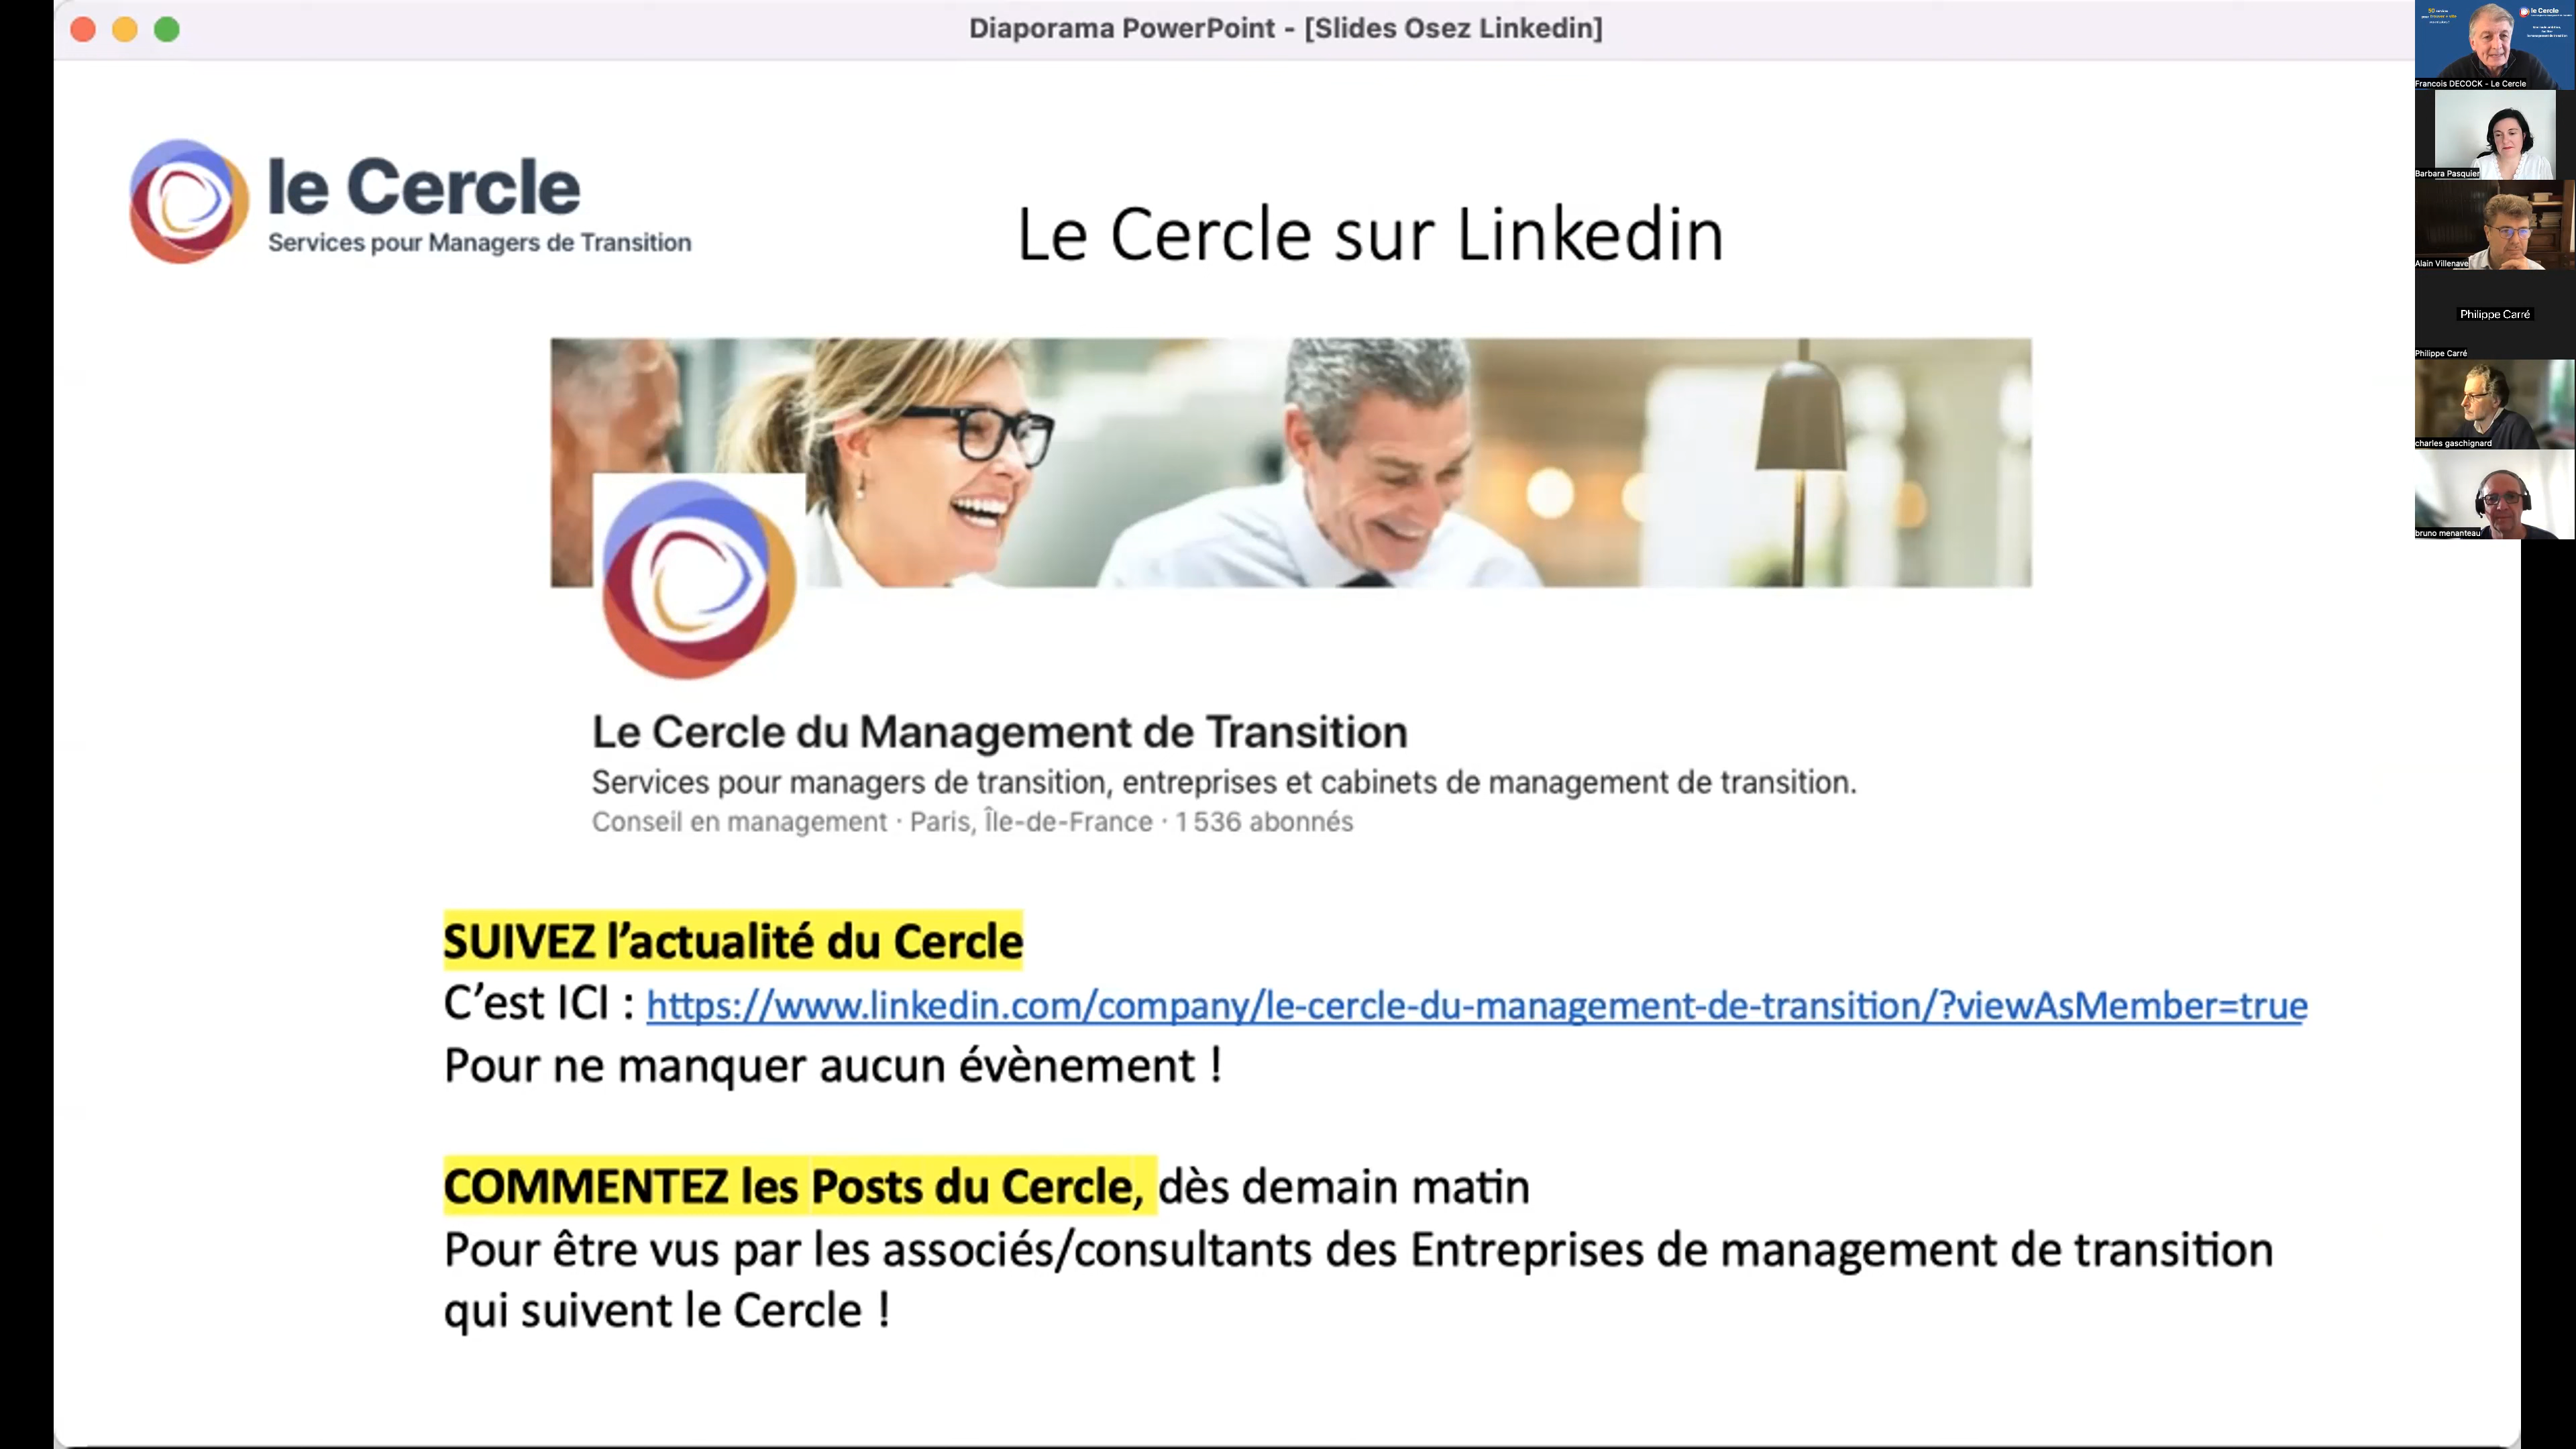 Diaporama PowerPoint - [Slides Osez Linkedin]
le Cercle
Services pour Managers de Transition
Le Cercle sur Linkedin
Le Cercle du Management de Transition
Services pour managers de transition, entreprises et cabinets de management de transition.
Conseil en management · Paris, Île-de-France · 1 536 abonnés
SUIVEZ l’actualité du Cercle
C’est ICI : https://www.linkedin.com/company/le-cercle-du-management-de-transition/?viewAsMember=true
Pour ne manquer aucun évènement !
COMMENTEZ les Posts du Cercle, dès demain matin
Pour être vus par les associés/consultants des Entreprises de management de transition
qui suivent le Cercle !
le Cercle
Francois DECOCK - Le Cercle
Barbara Pasquier
Alain Villenave
Philippe Carré
Philippe Carré
charles gaschignard
bruno menanteau